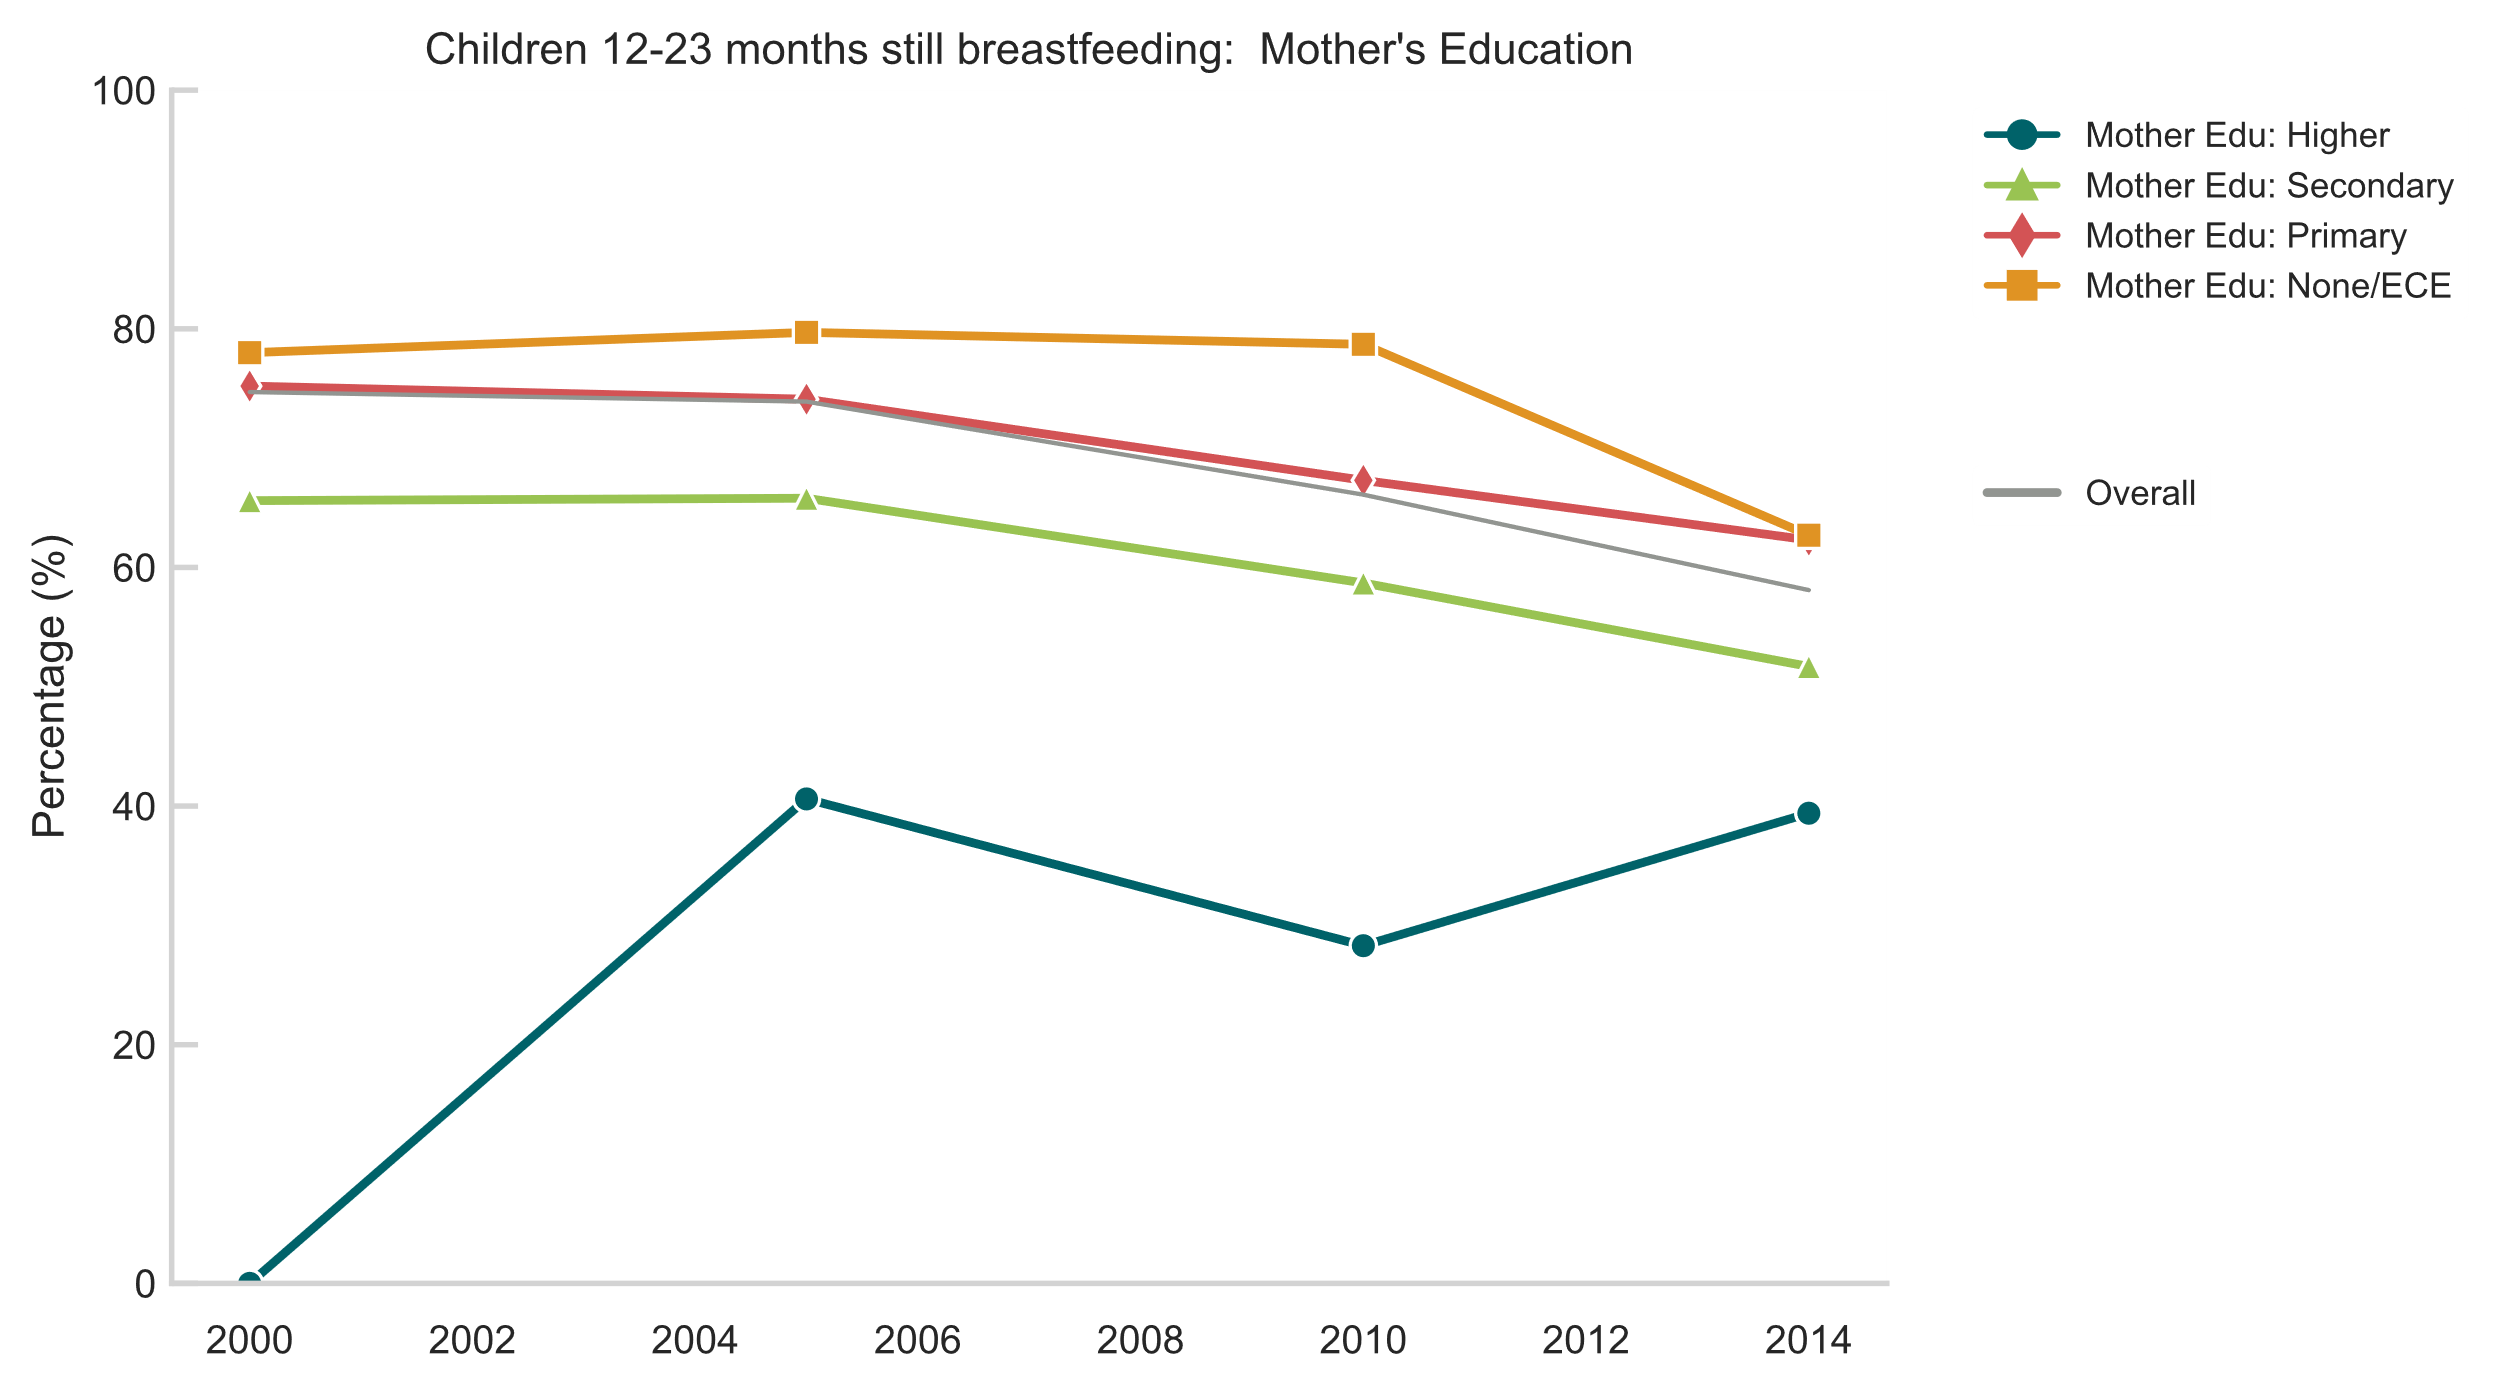 Children 12-23 months still breastfeeding:  Mother's Education
Percentage (%)
100
80
60
40
20
0
2000 2002 2004 2006 2008 2010 2012 2014
Mother Edu: Higher
Mother Edu: Secondary
Mother Edu: Primary
Mother Edu: None/ECE
Overall